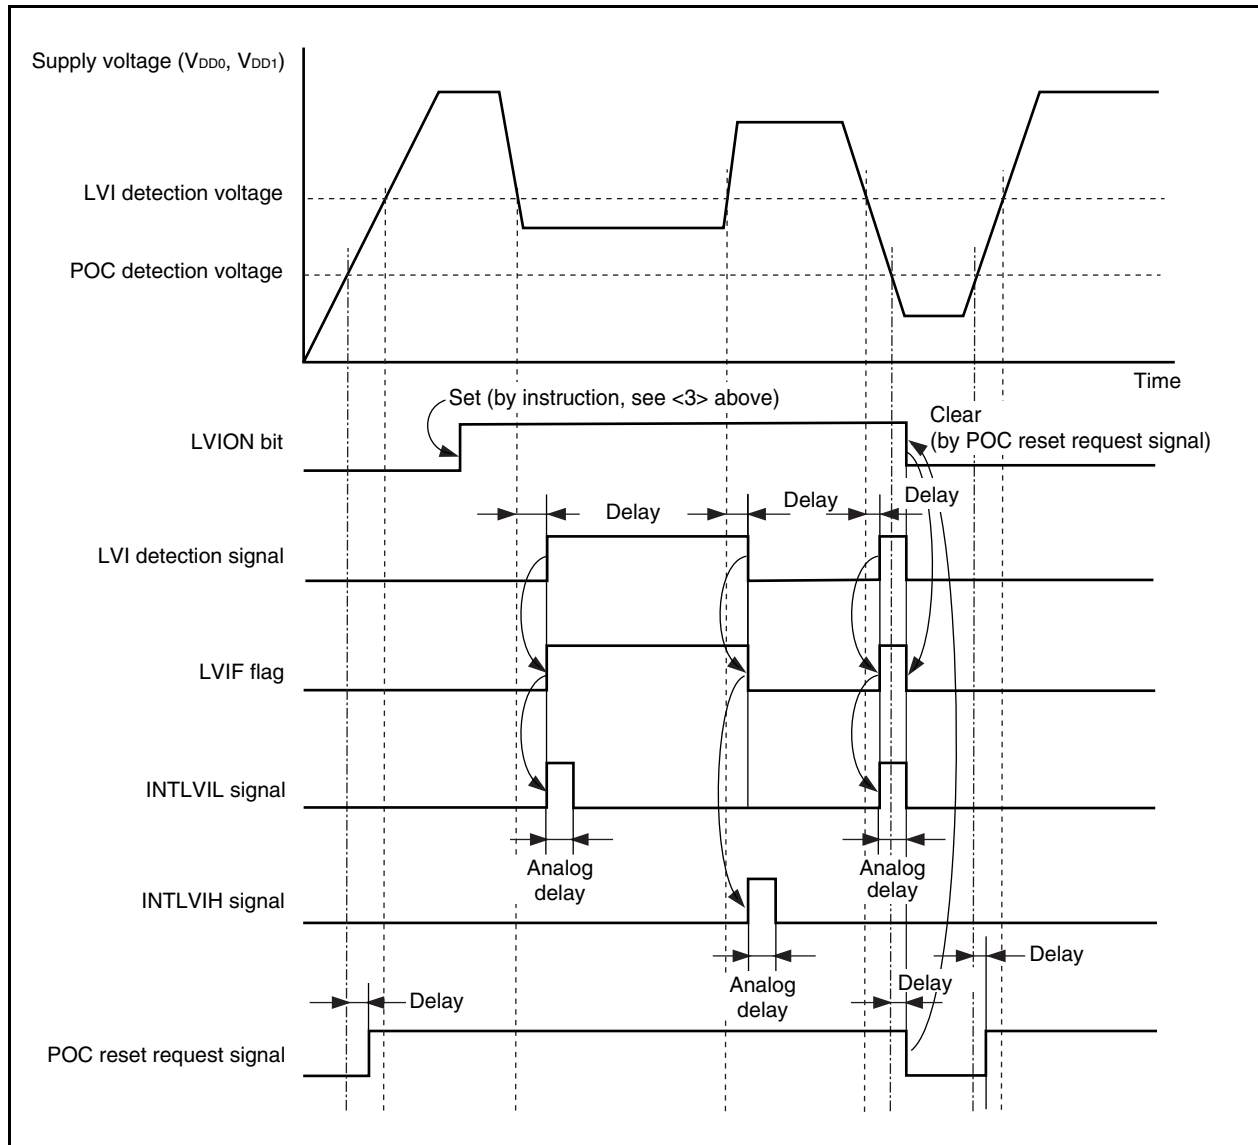 Supply voltage (VDD0, VDD1)
LVI detection voltage
POC detection voltage
Time
Set (by instruction, see <3> above)
Clear
(by POC reset request signal)
LVION bit
Delay
Delay
Delay
LVI detection signal
LVIF flag
INTLVIL signal
Analog
delay
Analog
delay
INTLVIH signal
Analog
delay
Delay
Delay
Delay
POC reset request signal